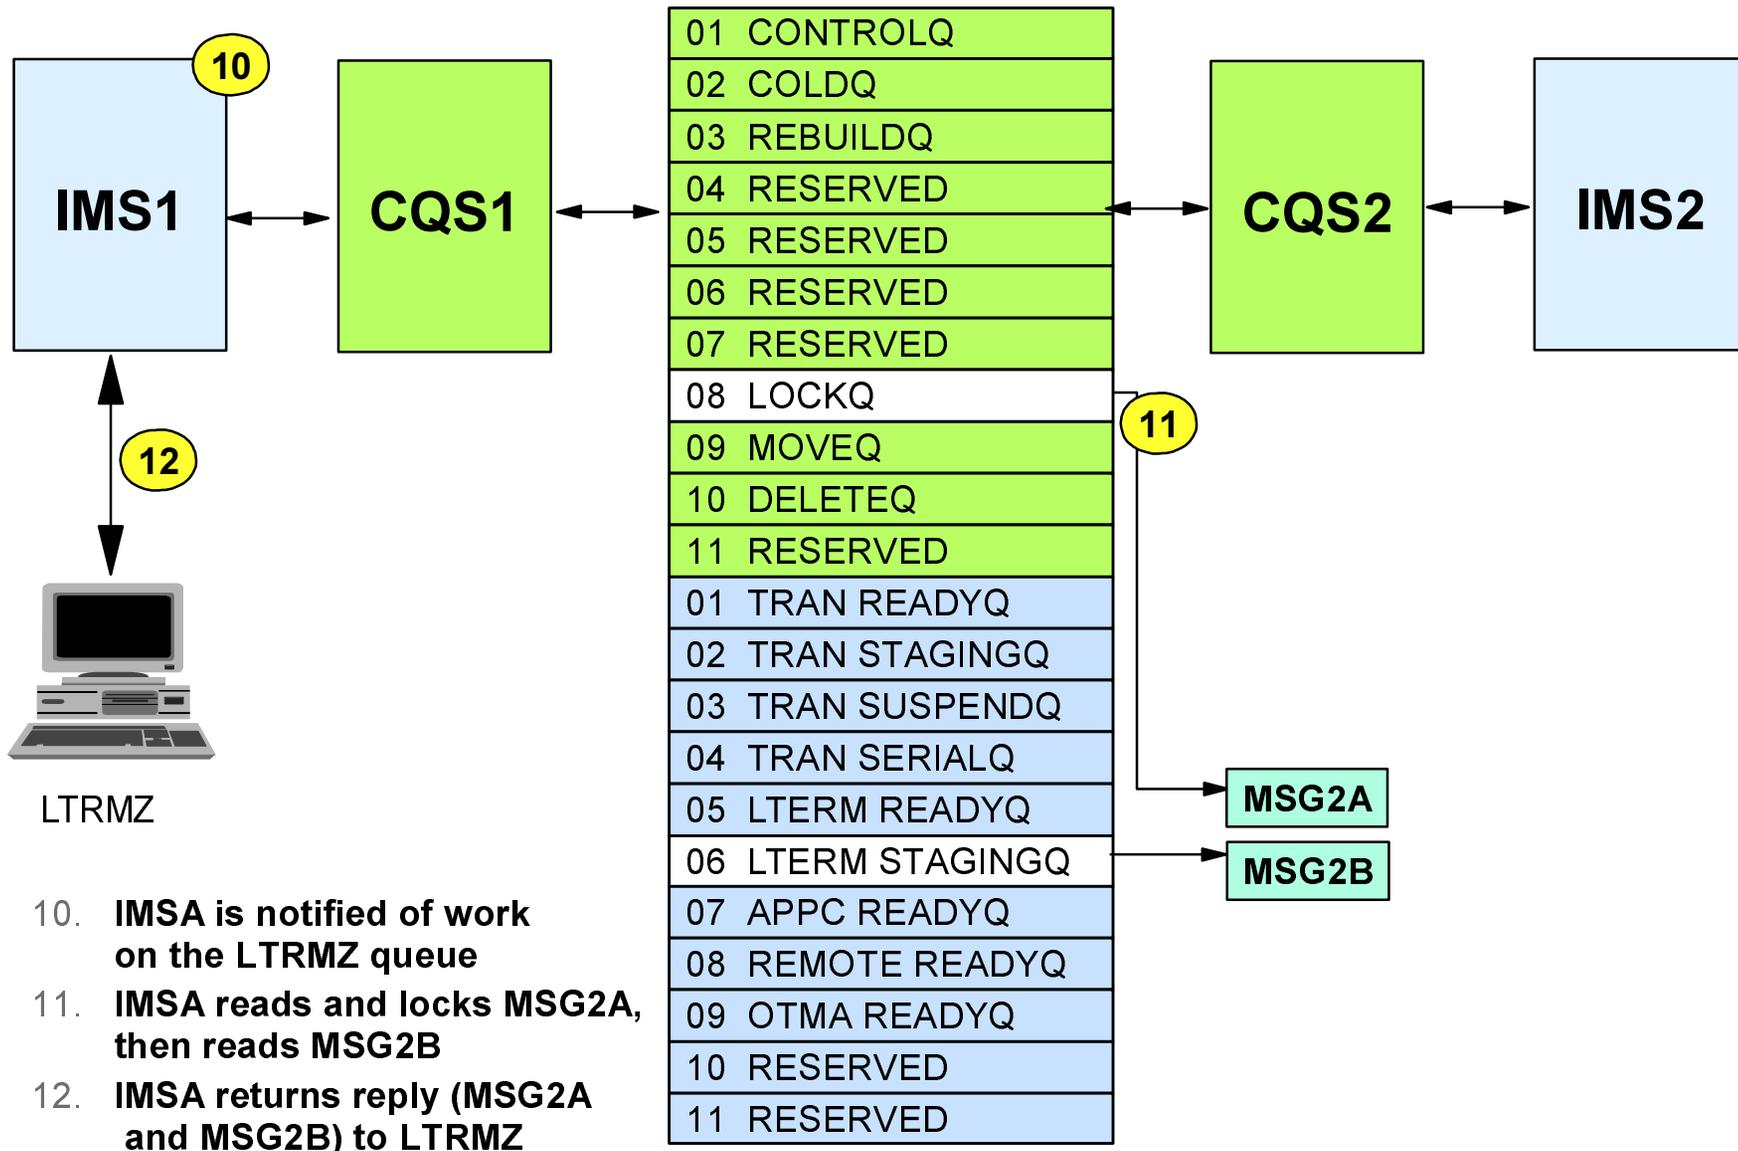 10
IMS1
CQS1
CQS2
IMS2
01 CONTROLQ
02 COLDQ
03 REBUILDQ
04 RESERVED
05 RESERVED
06 RESERVED
07 RESERVED
08 LOCKQ
09 MOVEQ
10 DELETEQ
11 RESERVED
01 TRAN READYQ
02 TRAN STAGINGQ
03 TRAN SUSPENDQ
04 TRAN SERIALQ
05 LTERM READYQ
06 LTERM STAGINGQ
07 APPC READYQ
08 REMOTE READYQ
09 OTMA READYQ
10 RESERVED
11 RESERVED
11
12
MSG2A
MSG2B
LTRMZ
10. IMSA is notified of work
on the LTRMZ queue
11. IMSA reads and locks MSG2A,
then reads MSG2B
12. IMSA returns reply (MSG2A
and MSG2B) to LTRMZ